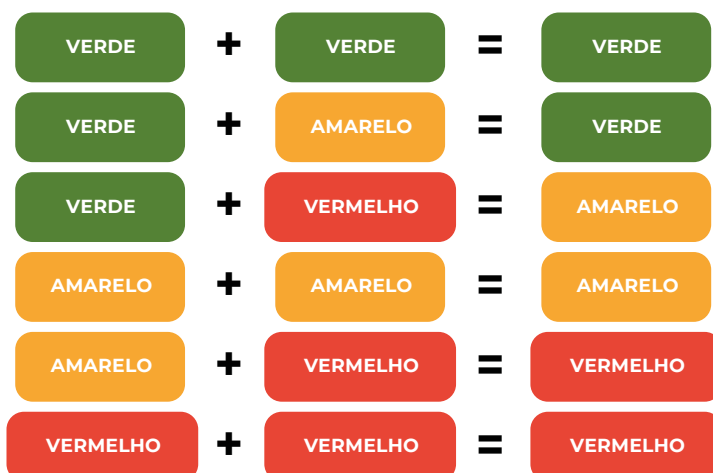 VERDE + VERDE = VERDE
VERDE + AMARELO = VERDE
VERDE + VERMELHO = AMARELO
AMARELO + AMARELO = AMARELO
AMARELO + VERMELHO = VERMELHO
VERMELHO + VERMELHO = VERMELHO